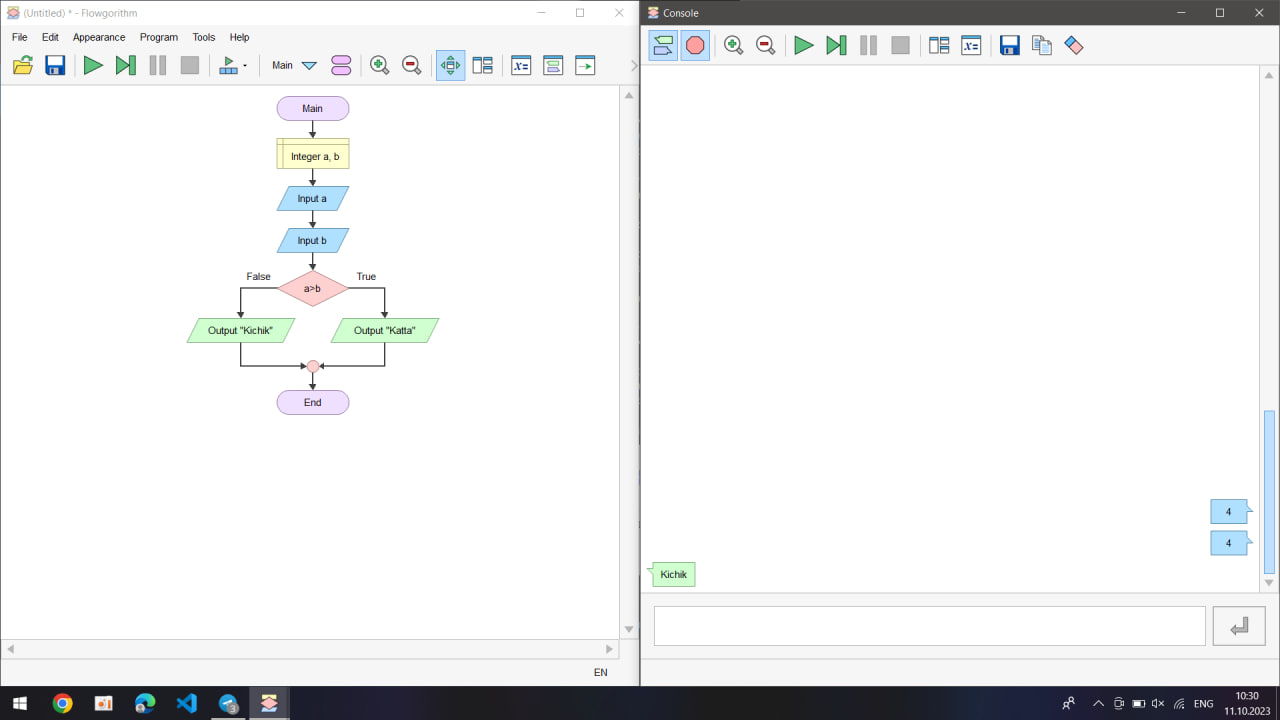 (Untitled) * - Flowgorithm
File Edit Appearance Program Tools Help
Main
x=
Main
Integer a, b
Input a
Input b
False
True
a>b
Output "Kichik"
Output "Katta"
End
EN
Console
x=
4
4
Kichik
3
ENG
10:30
11.10.2023